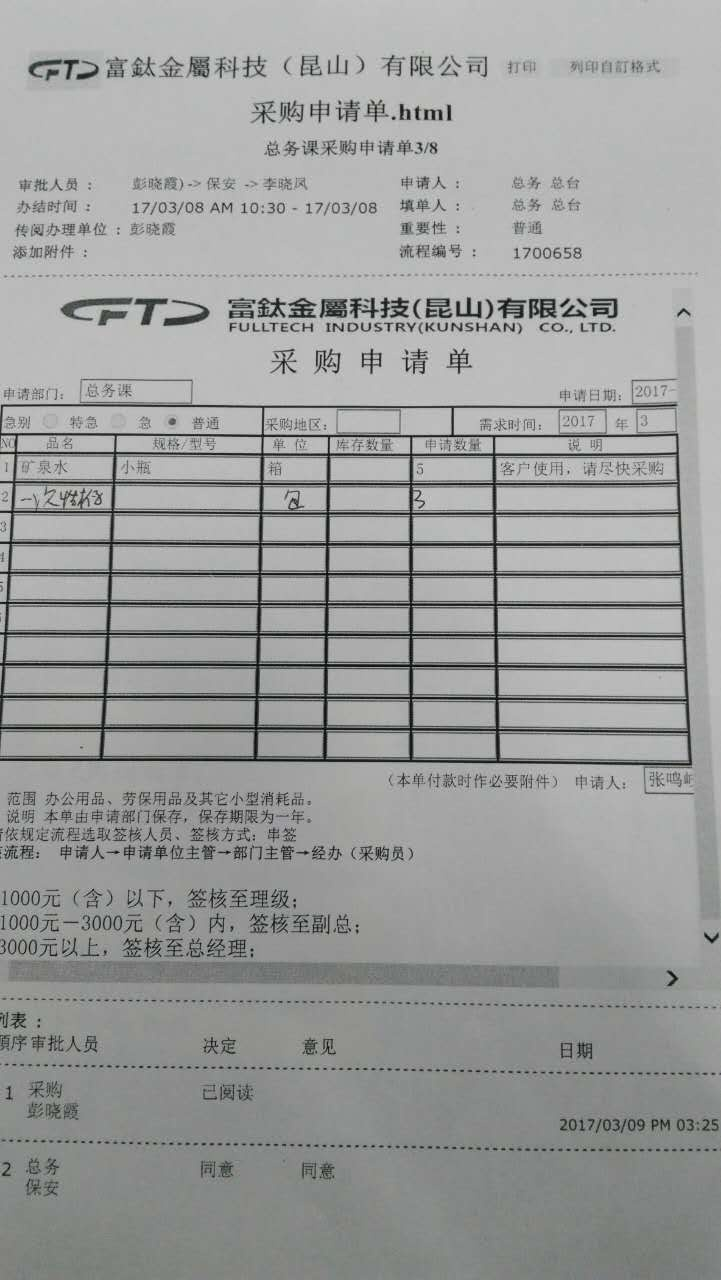 CFTD 富鈦金屬科技（昆山）有限公司 打印 列印自訂格式
采购申请单.html
总务课采购申请单3/8
审批人员： 彭晓霞)->保安 ->李晓凤 申请人： 总务 总台
办结时间： 17/03/08 AM 10:30 - 17/03/08 填单人： 总务 总台
传阅办理单位：彭晓霞 重要性： 普通
添加附件： 流程编号： 1700658
CFTD 富鈦金屬科技(昆山)有限公司
FULLTECH INDUSTRY(KUNSHAN) CO., LTD.
采购申请单
申请部门： 总务课 申请日期： 2017-
急别 特急 急 普通 采购地区： 需求时间： 2017 年 3
NO 品名 规格/型号 单 位 库存数量 申请数量 说 明
1 矿泉水 小瓶 箱 5 客户使用，请尽快采购
2 一次性杯 包 3
3
4
5
（本单付款时作必要附件） 申请人： 张鸣
范围 办公用品、劳保用品及其它小型消耗品。
说明 本单由申请部门保存，保存期限为一年。
依规定流程选取签核人员、签核方式：串签
流程： 申请人→申请单位主管→部门主管→经办（采购员）
1000元（含）以下，签核至理级；
1000元－3000元（含）内，签核至副总；
3000元以上，签核至总经理；
列表：
順序 审批人员 决定 意见 日期
1 采购 已阅读
彭晓霞
2017/03/09 PM 03:25
2 总务 同意 同意
保安